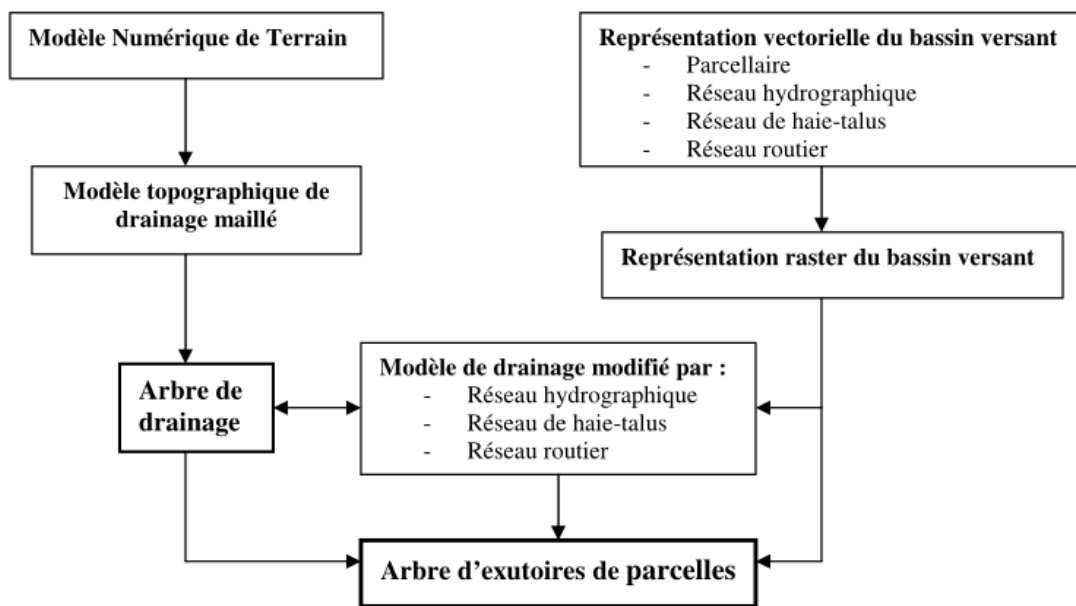 Modèle Numérique de Terrain
Représentation vectorielle du bassin versant
- Parcellaire
- Réseau hydrographique
- Réseau de haie-talus
- Réseau routier
Modèle topographique de
drainage maillé
Représentation raster du bassin versant
Arbre de
drainage
Modèle de drainage modifié par :
- Réseau hydrographique
- Réseau de haie-talus
- Réseau routier
Arbre d'exutoires de parcelles